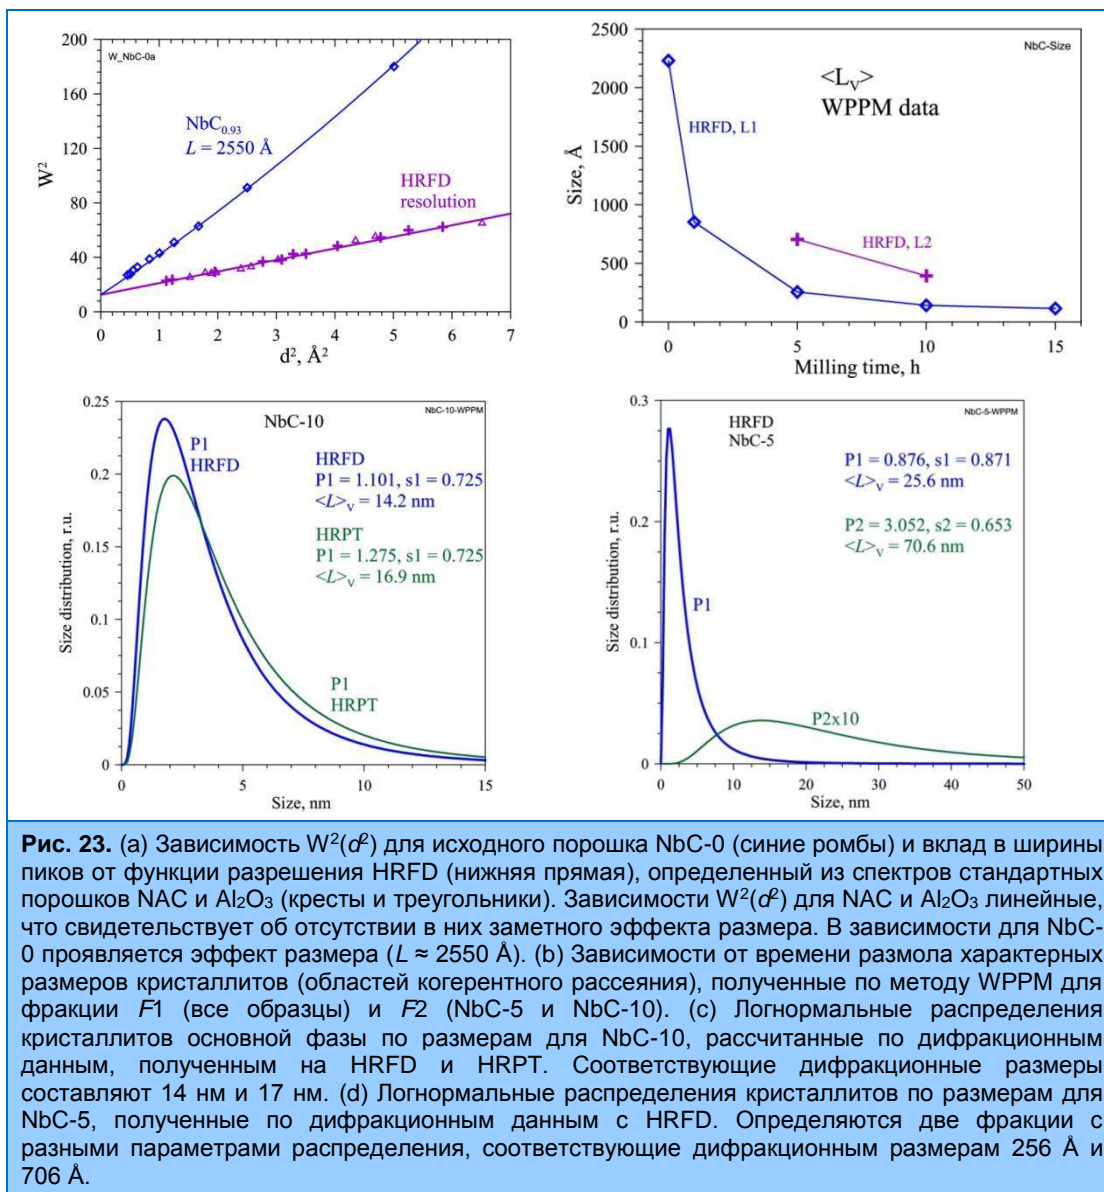 W_NbC-0a
NbC₀.₉₃
L = 2550 Å
HRFD
resolution
W²
200
160
120
80
40
0
0 1 2 3 4 5 6 7
d², Å²
NbC-Size
<L_V>
WPPM data
HRFD, L1
HRFD, L2
Size, Å
2500
2000
1500
1000
500
0
0 5 10 15
Milling time, h
NbC-10-WPPM
NbC-10
P1
HRFD
HRFD
P1 = 1.101, s1 = 0.725
<L>_V = 14.2 nm
HRPT
P1 = 1.275, s1 = 0.725
<L>_V = 16.9 nm
P1
HRPT
Size distribution, r.u.
0.25
0.2
0.15
0.1
0.05
0
0 5 10 15
Size, nm
NbC-5-WPPM
HRFD
NbC-5
P1 = 0.876, s1 = 0.871
<L>_V = 25.6 nm
P2 = 3.052, s2 = 0.653
<L>_V = 70.6 nm
P1
P2x10
Size distribution, r.u.
0.3
0.2
0.1
0
0 10 20 30 40 50
Size, nm
Рис. 23. (a) Зависимость W²(d²) для исходного порошка NbC-0 (синие ромбы) и вклад в ширины
пиков от функции разрешения HRFD (нижняя прямая), определенный из спектров стандартных
порошков NAC и Al₂O₃ (кресты и треугольники). Зависимости W²(d²) для NAC и Al₂O₃ линейные,
что свидетельствует об отсутствии в них заметного эффекта размера. В зависимости для NbC-
0 проявляется эффект размера (L ≈ 2550 Å). (b) Зависимости от времени размола характерных
размеров кристаллитов (областей когерентного рассеяния), полученные по методу WPPM для
фракции F1 (все образцы) и F2 (NbC-5 и NbC-10). (c) Логнормальные распределения
кристаллитов основной фазы по размерам для NbC-10, рассчитанные по дифракционным
данным, полученным на HRFD и HRPT. Соответствующие дифракционные размеры
составляют 14 нм и 17 нм. (d) Логнормальные распределения кристаллитов по размерам для
NbC-5, полученные по дифракционным данным с HRFD. Определяются две фракции с
разными параметрами распределения, соответствующие дифракционным размерам 256 Å и
706 Å.